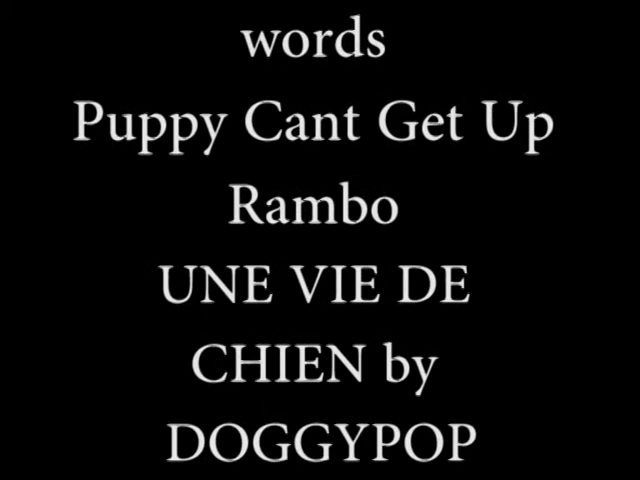 words
Puppy Cant Get Up
Rambo
UNE VIE DE
CHIEN by
DOGGYPOP